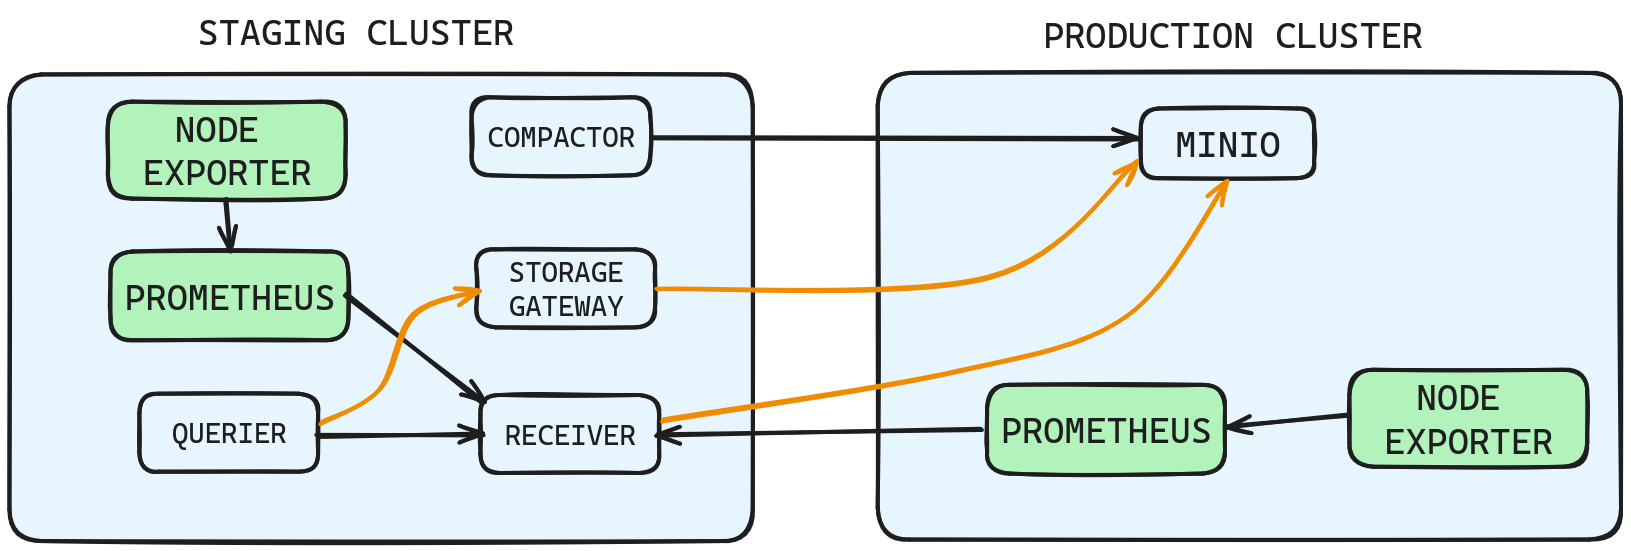 STAGING CLUSTER
PRODUCTION CLUSTER
NODE
EXPORTER
COMPACTOR
MINIO
PROMETHEUS
STORAGE
GATEWAY
QUERIER
RECEIVER
PROMETHEUS
NODE
EXPORTER